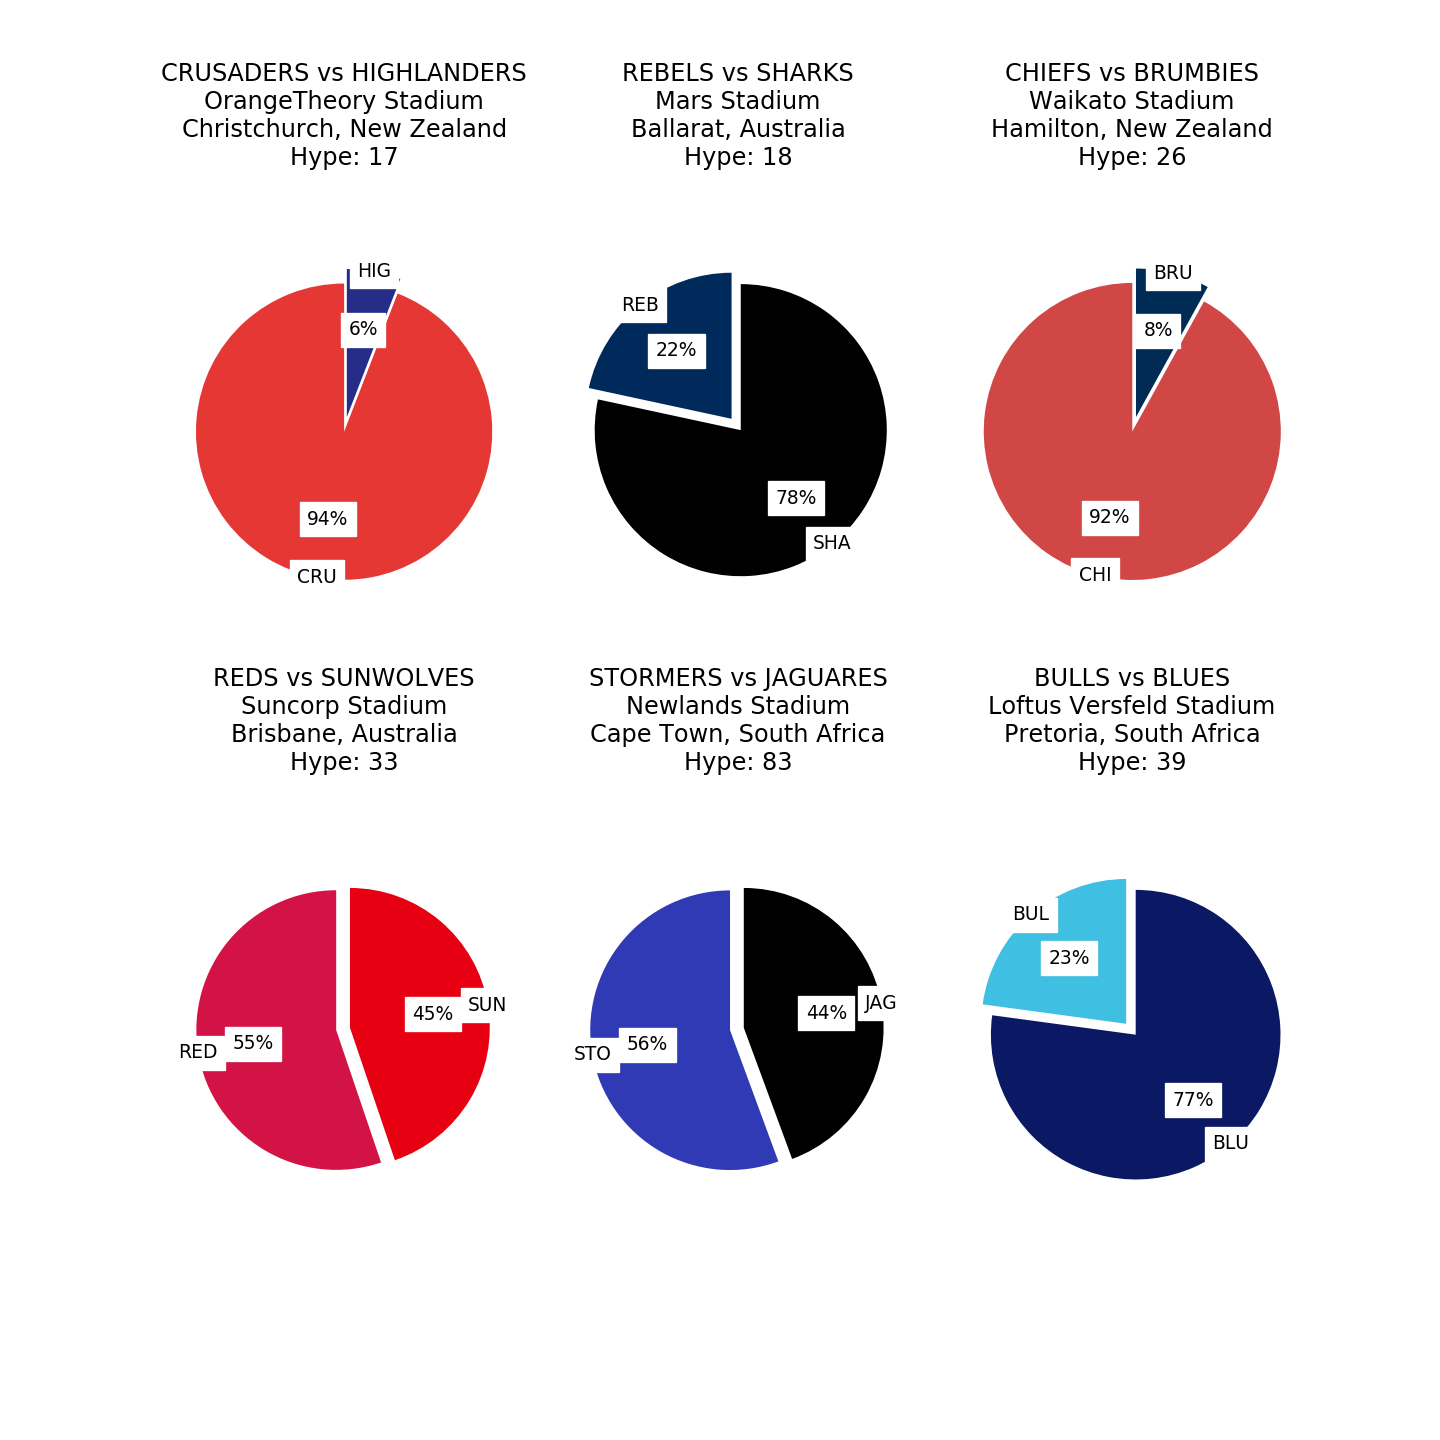 CRUSADERS vs HIGHLANDERS
OrangeTheory Stadium
Christchurch, New Zealand
Hype: 17
HIG
6%
94%
CRU
REBELS vs SHARKS
Mars Stadium
Ballarat, Australia
Hype: 18
REB
22%
78%
SHA
CHIEFS vs BRUMBIES
Waikato Stadium
Hamilton, New Zealand
Hype: 26
BRU
8%
92%
CHI
REDS vs SUNWOLVES
Suncorp Stadium
Brisbane, Australia
Hype: 33
SUN
45%
55%
RED
STORMERS vs JAGUARES
Newlands Stadium
Cape Town, South Africa
Hype: 83
JAG
44%
56%
STO
BULLS vs BLUES
Loftus Versfeld Stadium
Pretoria, South Africa
Hype: 39
BUL
23%
77%
BLU